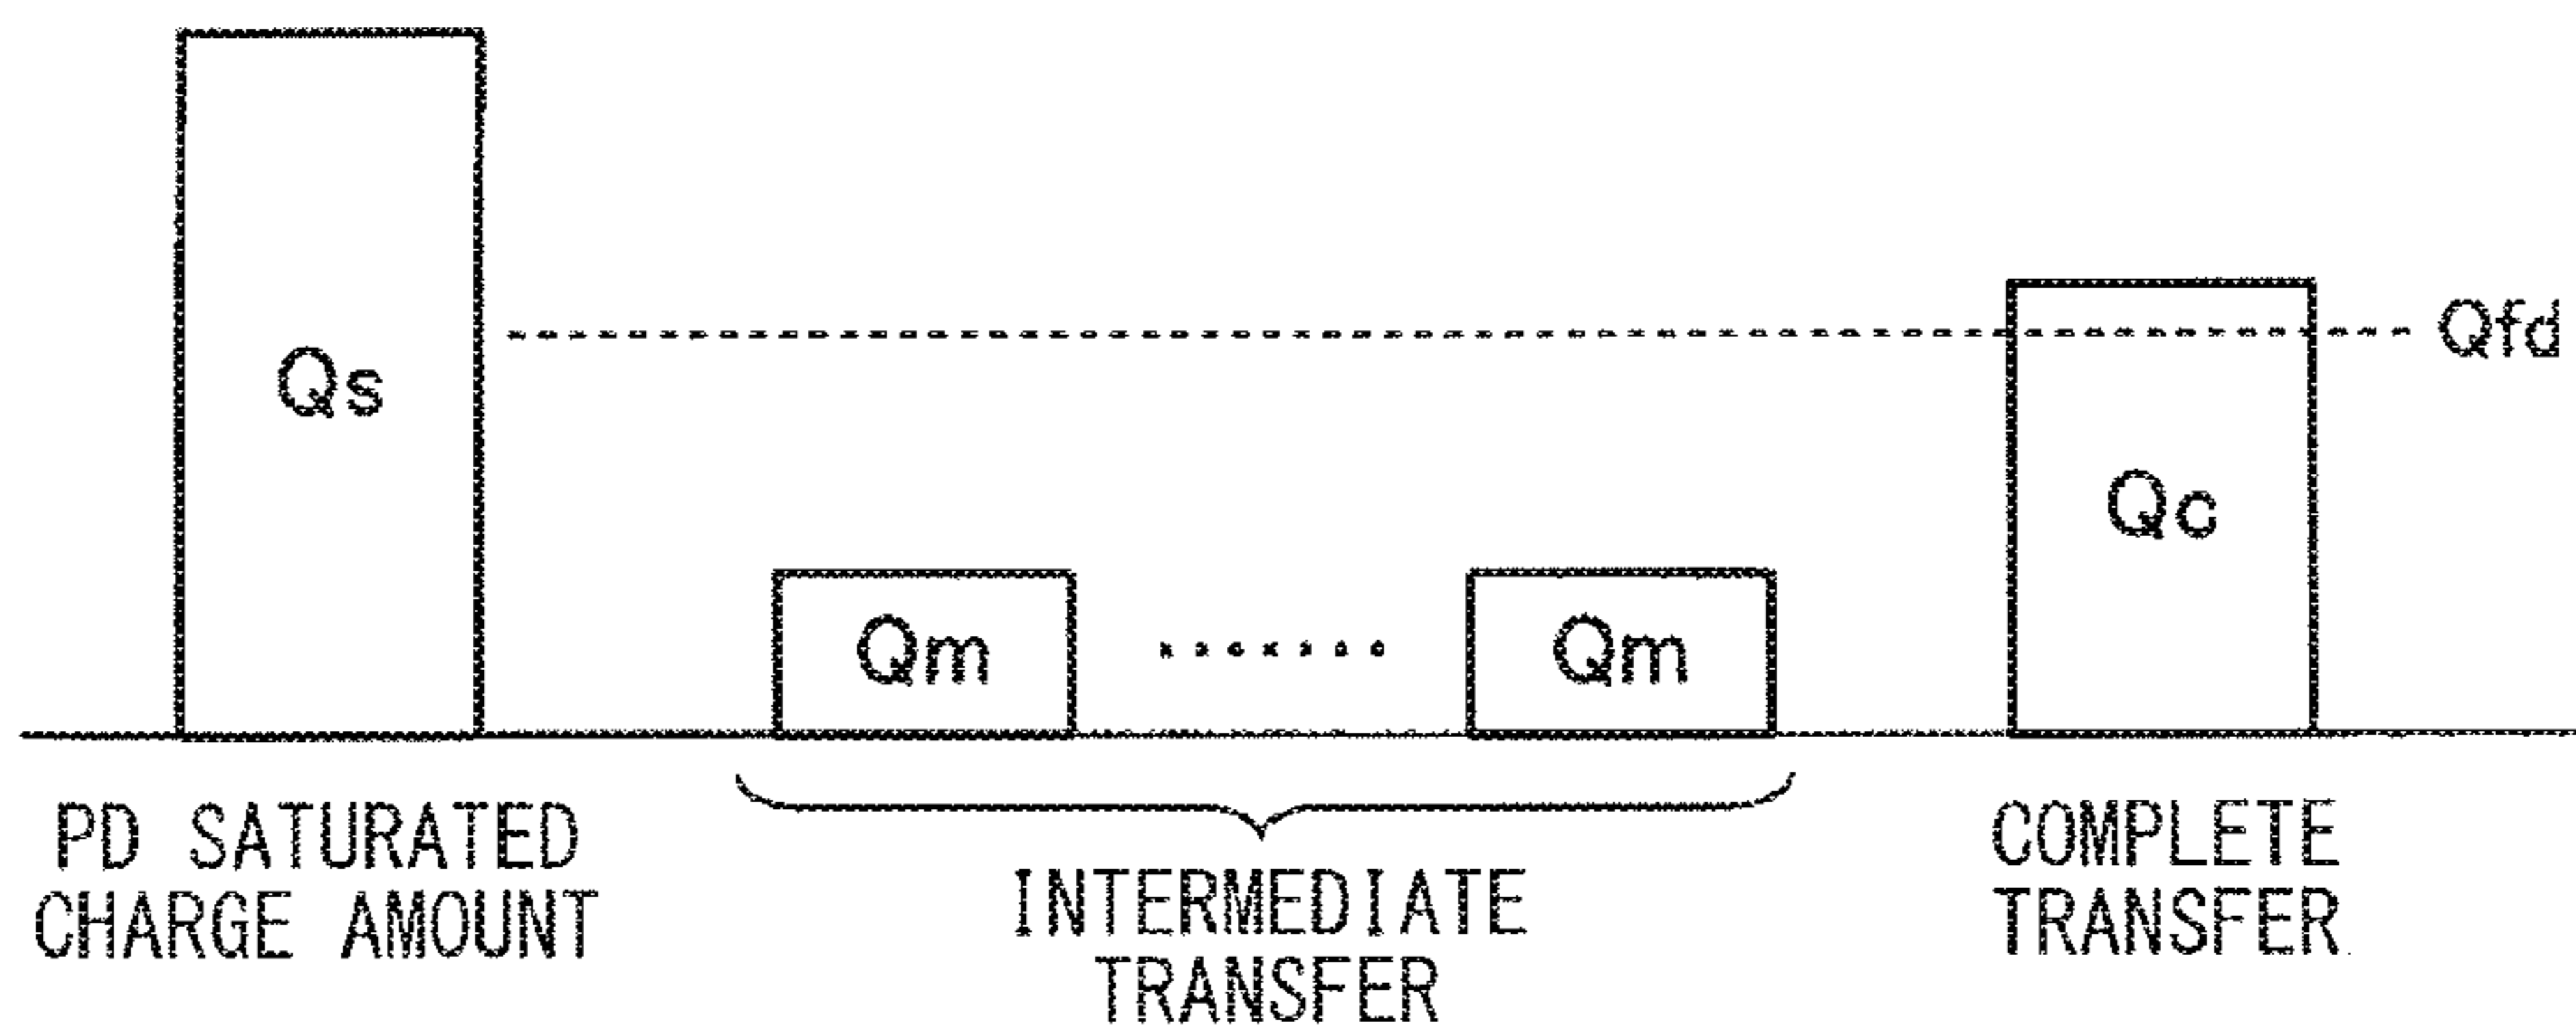 Qs
Qfd
Qc
Qm
Qm
PD SATURATED
CHARGE AMOUNT
INTERMEDIATE
TRANSFER
COMPLETE
TRANSFER